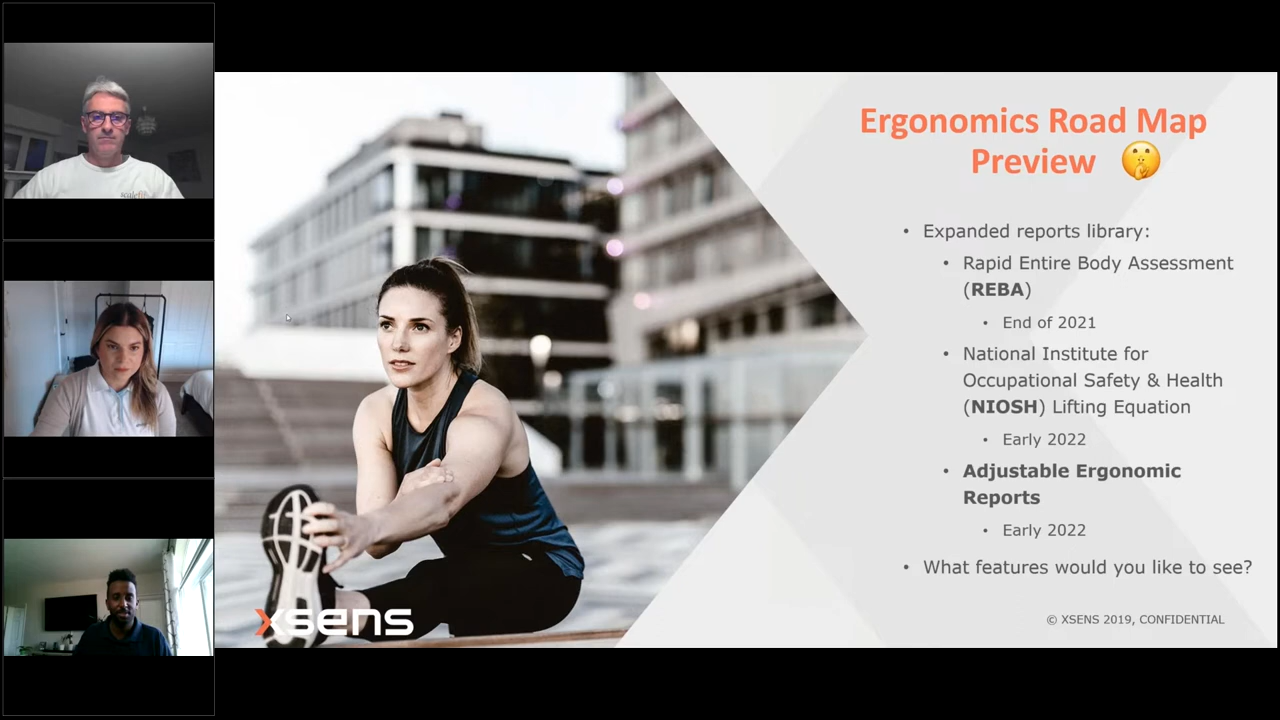 Ergonomics Road Map
Preview
Expanded reports library:
Rapid Entire Body Assessment
(REBA)
End of 2021
National Institute for
Occupational Safety & Health
(NIOSH) Lifting Equation
Early 2022
Adjustable Ergonomic
Reports
Early 2022
What features would you like to see?
xsens
© XSENS 2019, CONFIDENTIAL